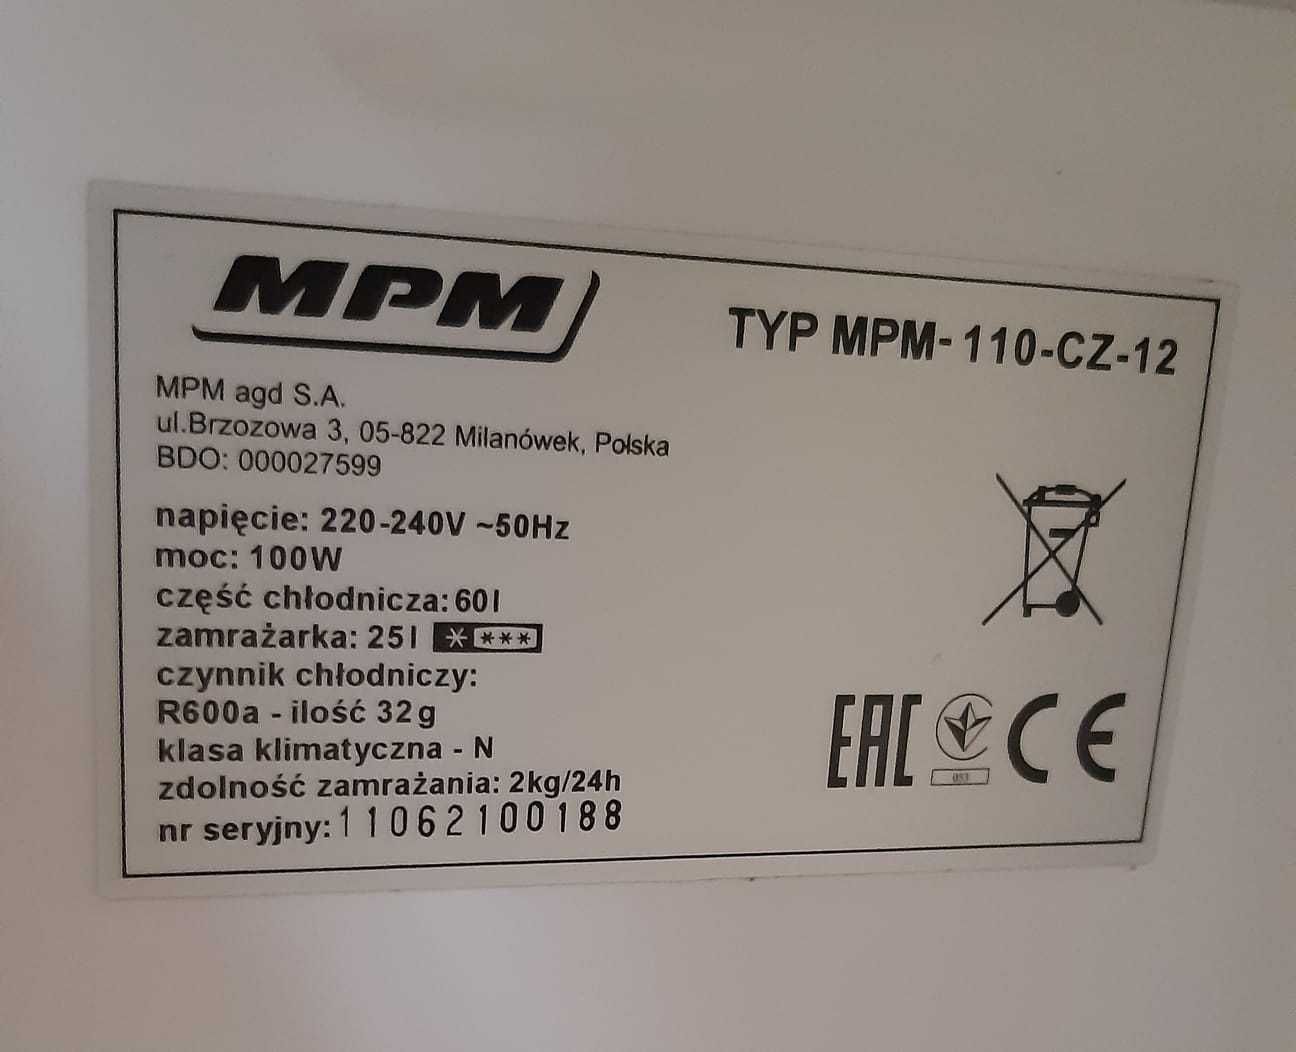 MPM
TYP MPM-110-CZ-12
MPM agd S.A.
ul.Brzozowa 3, 05-822 Milanówek, Polska
BDO: 000027599
napięcie: 220-240V ~50Hz
moc: 100W
część chłodnicza: 60l
zamrażarka: 25l * ***
czynnik chłodniczy:
R600a - ilość 32g
klasa klimatyczna - N
zdolność zamrażania: 2kg/24h
nr seryjny: 11062100188
EAC CE